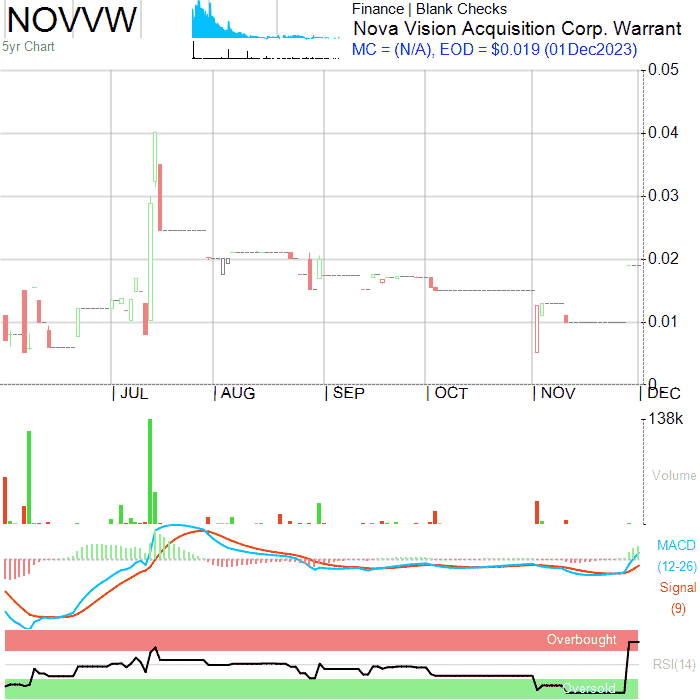 NOVVW
5yr Chart
Finance | Blank Checks
Nova Vision Acquisition Corp. Warrant
MC = (N/A), EOD = $0.019 (01Dec2023)
0.05
0.04
0.03
0.02
0.01
0
JUL AUG SEP OCT NOV DEC
138k
Volume
MACD
(12-26)
Signal
(9)
Overbought
RSI(14)
Oversold